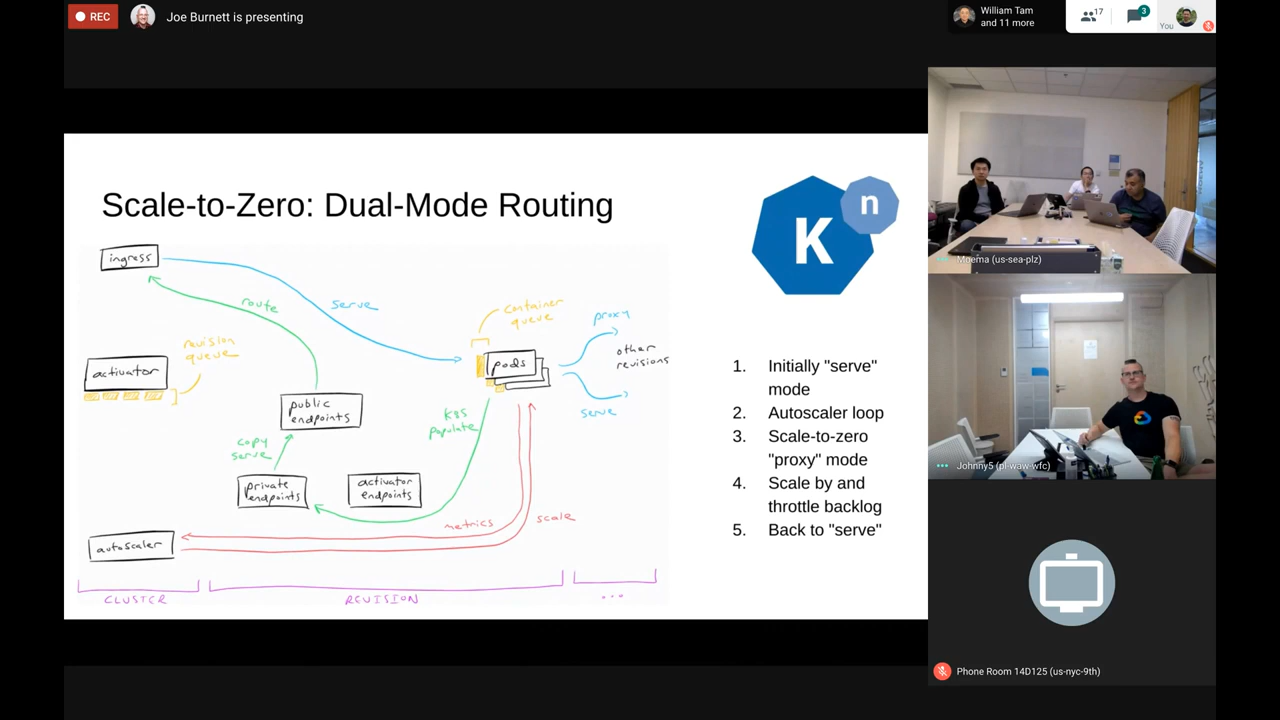 REC
Joe Burnett is presenting
William Tam
and 11 more
17
3
You
Scale-to-Zero: Dual-Mode Routing
K
n
ingress
route
serve
container
queue
proxy
revision
queue
activator
pods
other
revisions
public
endpoints
K8S
populate
serve
copy
serve
private
endpoints
activator
endpoints
metrics
scale
autoscaler
CLUSTER
REVISION
...
1. Initially "serve"
mode
2. Autoscaler loop
3. Scale-to-zero
"proxy" mode
4. Scale by and
throttle backlog
5. Back to "serve"
Moema (us-sea-plz)
Johnny5 (pl-waw-wfc)
Phone Room 14D125 (us-nyc-9th)